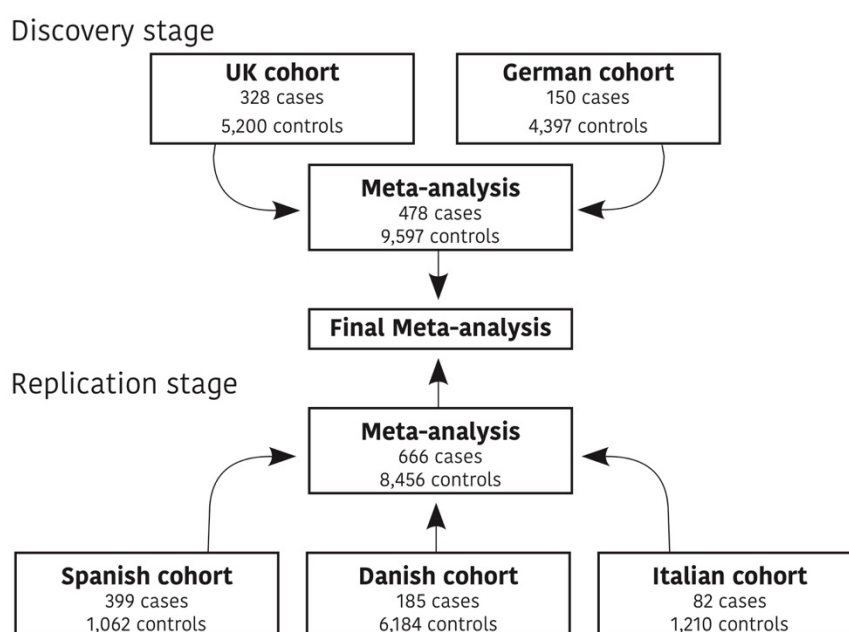 Discovery stage
UK cohort
328 cases
5,200 controls
German cohort
150 cases
4,397 controls
Meta-analysis
478 cases
9,597 controls
Final Meta-analysis
Replication stage
Meta-analysis
666 cases
8,456 controls
Spanish cohort
399 cases
1,062 controls
Danish cohort
185 cases
6,184 controls
Italian cohort
82 cases
1,210 controls